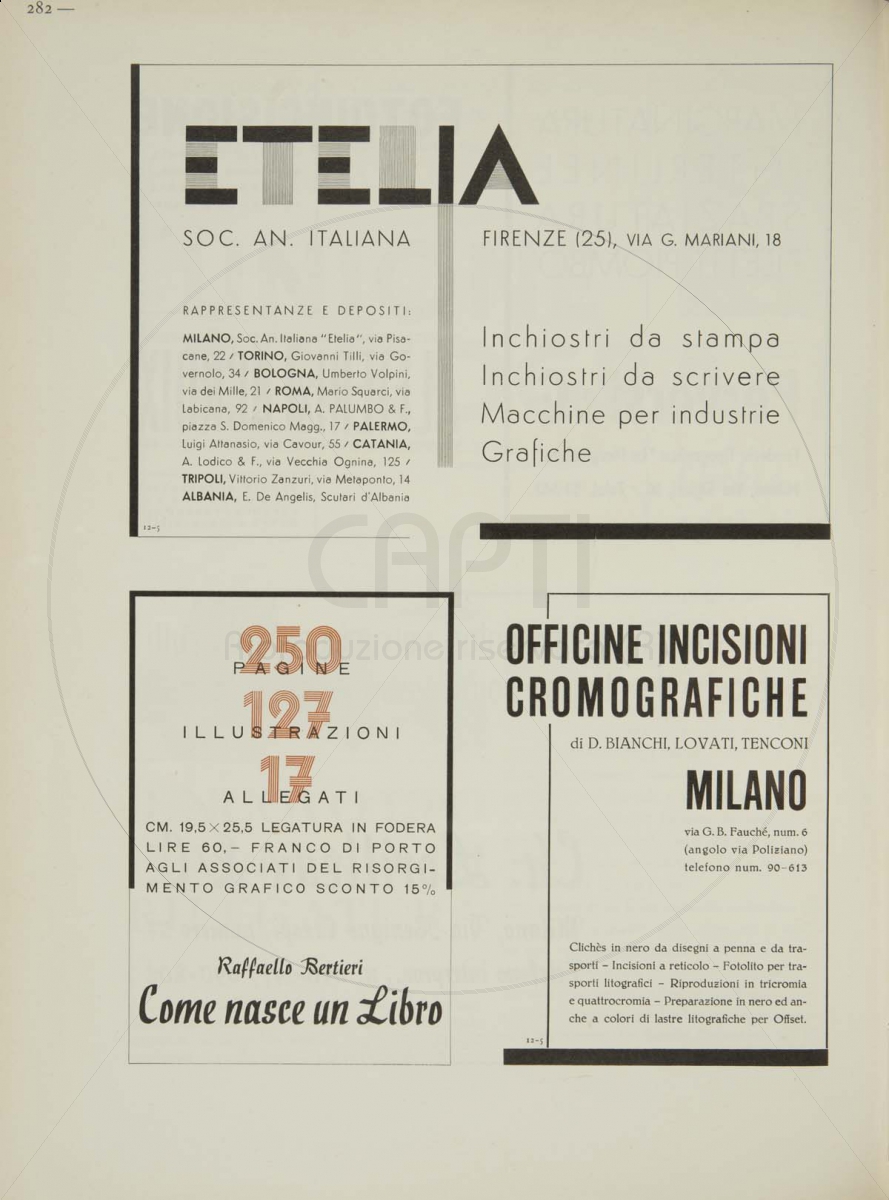 282 —
ETELIA
SOC. AN. ITALIANA
FIRENZE (25), VIA G. MARIANI, 18
RAPPRESENTANZE E DEPOSITI:
MILANO, Soc. An. Italiana "Etelia", via Pisa-
cane, 22 / TORINO, Giovanni Tilli, via Go-
vernolo, 34 / BOLOGNA, Umberto Volpini,
via dei Mille, 21 / ROMA, Mario Squarci, via
Labicana, 92 / NAPOLI, A. PALUMBO & F.,
piazza S. Domenico Magg., 17 / PALERMO,
Luigi Attanasio, via Cavour, 55 / CATANIA,
A. Lodico & F., via Vecchia Ognina, 125 /
TRIPOLI, Vittorio Zanzuri, via Metaponto, 14
ALBANIA, E. De Angelis, Scutari d'Albania
12-5
Inchiostri da stampa
Inchiostri da scrivere
Macchine per industrie
Grafiche
CAPTI
250
PAGINE
127
ILLUSTRAZIONI
17
ALLEGATI
CM. 19,5×25,5 LEGATURA IN FODERA
LIRE 60,– FRANCO DI PORTO
AGLI ASSOCIATI DEL RISORGI-
MENTO GRAFICO SCONTO 15%
Raffaello Bertieri
Come nasce un Libro
OFFICINE INCISIONI
CROMOGRAFICHE
di D. BIANCHI, LOVATI, TENCONI
MILANO
via G. B. Fauché, num. 6
(angolo via Poliziano)
telefono num. 90-613
Clichès in nero da disegni a penna e da tra-
sporti – Incisioni a reticolo – Fotolito per tra-
sporti litografici – Riproduzioni in tricromia
e quattrocromia – Preparazione in nero ed an-
che a colori di lastre litografiche per Offset.
12-5